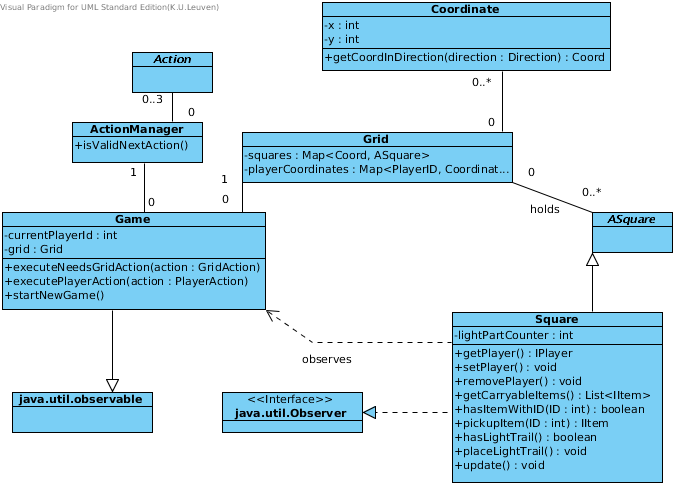 Visual Paradigm for UML Standard Edition(K.U.Leuven)
Coordinate
-x : int
-y : int
+getCoordInDirection(direction : Direction) : Coord
Action
0..3
0
0..*
0
ActionManager
+isValidNextAction()
Grid
-squares : Map<Coord, ASquare>
-playerCoordinates : Map<PlayerID, Coordinat...
1
0
1
0
0
0..*
holds
ASquare
Game
-currentPlayerId : int
-grid : Grid
+executeNeedsGridAction(action : GridAction)
+executePlayerAction(action : PlayerAction)
+startNewGame()
observes
Square
-lightPartCounter : int
+getPlayer() : IPlayer
+setPlayer() : void
+removePlayer() : void
+getCarryableItems() : List<IItem>
+hasItemWithID(ID : int) : boolean
+pickupItem(ID : int) : IItem
+hasLightTrail() : boolean
+placeLightTrail() : void
+update() : void
java.util.observable
<<Interface>>
java.util.Observer